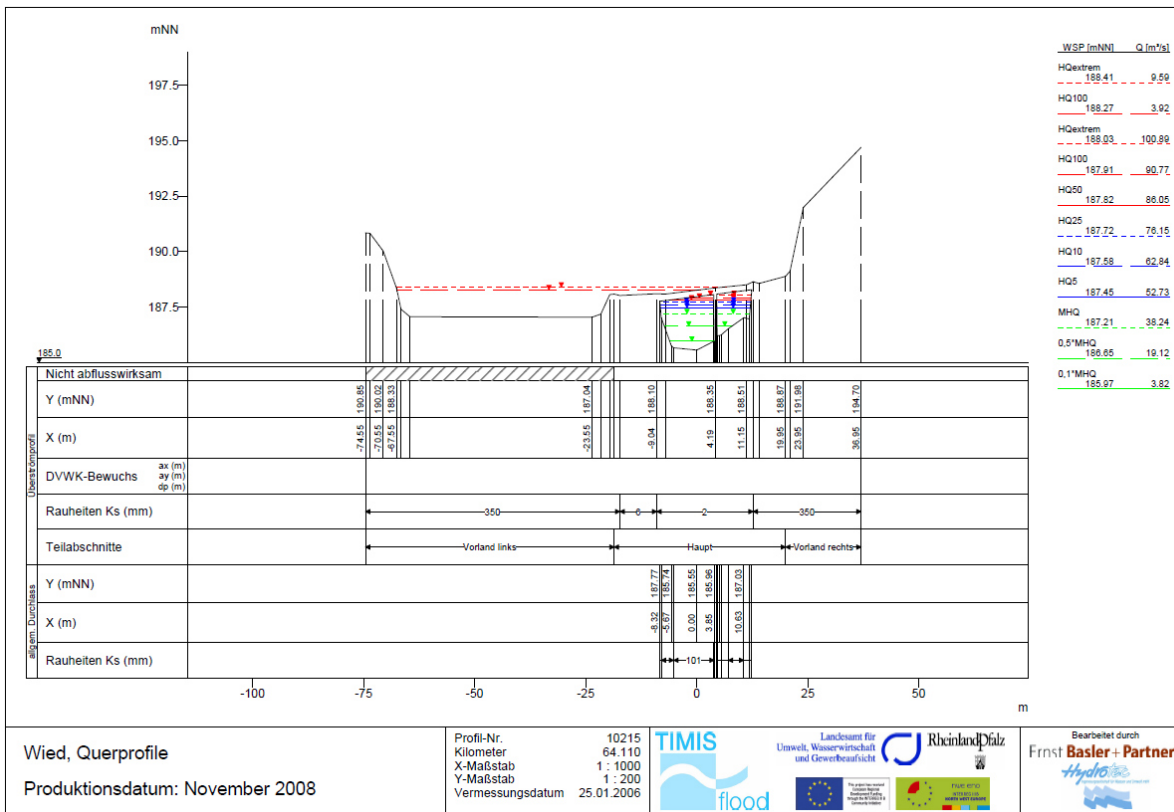 mNN
197.5
195.0
192.5
190.0
187.5
185.0
WSP [mNN] Q [m³/s]
HQextrem
188.41 9.59
HQ100
188.27 3.92
HQextrem
188.03 100.89
HQ100
187.91 90.77
HQ50
187.82 86.05
HQ25
187.72 76.15
HQ10
187.58 62.84
HQ5
187.45 52.73
MHQ
187.21 38.24
0,5*MHQ
186.65 19.12
0,1*MHQ
185.97 3.82
Überströmprofil
Nicht abflusswirksam
Y (mNN) 190.85 190.02 188.33 187.04 188.10 188.35 188.51 188.87 191.98 194.70
X (m) -74.55 -70.55 -67.55 -23.55 -9.04 4.19 11.15 19.95 23.95 36.95
DVWK-Bewuchs
ax (m)
ay (m)
dp (m)
Rauheiten Ks (mm) 350 6 2 350
Teilabschnitte Vorland links Haupt Vorland rechts
allgem. Durchlass
Y (mNN) 187.77 185.74 185.55 185.96 187.03
X (m) -8.32 -5.67 0.00 3.85 10.63
Rauheiten Ks (mm) 101
-100 -75 -50 -25 0 25 50
m
Wied, Querprofile
Produktionsdatum: November 2008
Profil-Nr. 10215
Kilometer 64.110
X-Maßstab 1 : 1000
Y-Maßstab 1 : 200
Vermessungsdatum 25.01.2006
TIMIS
flood
Landesamt für
Umwelt, Wasserwirtschaft
und Gewerbeaufsicht
RheinlandPfalz
Bearbeitet durch
Ernst Basler + Partner
Hydrotec